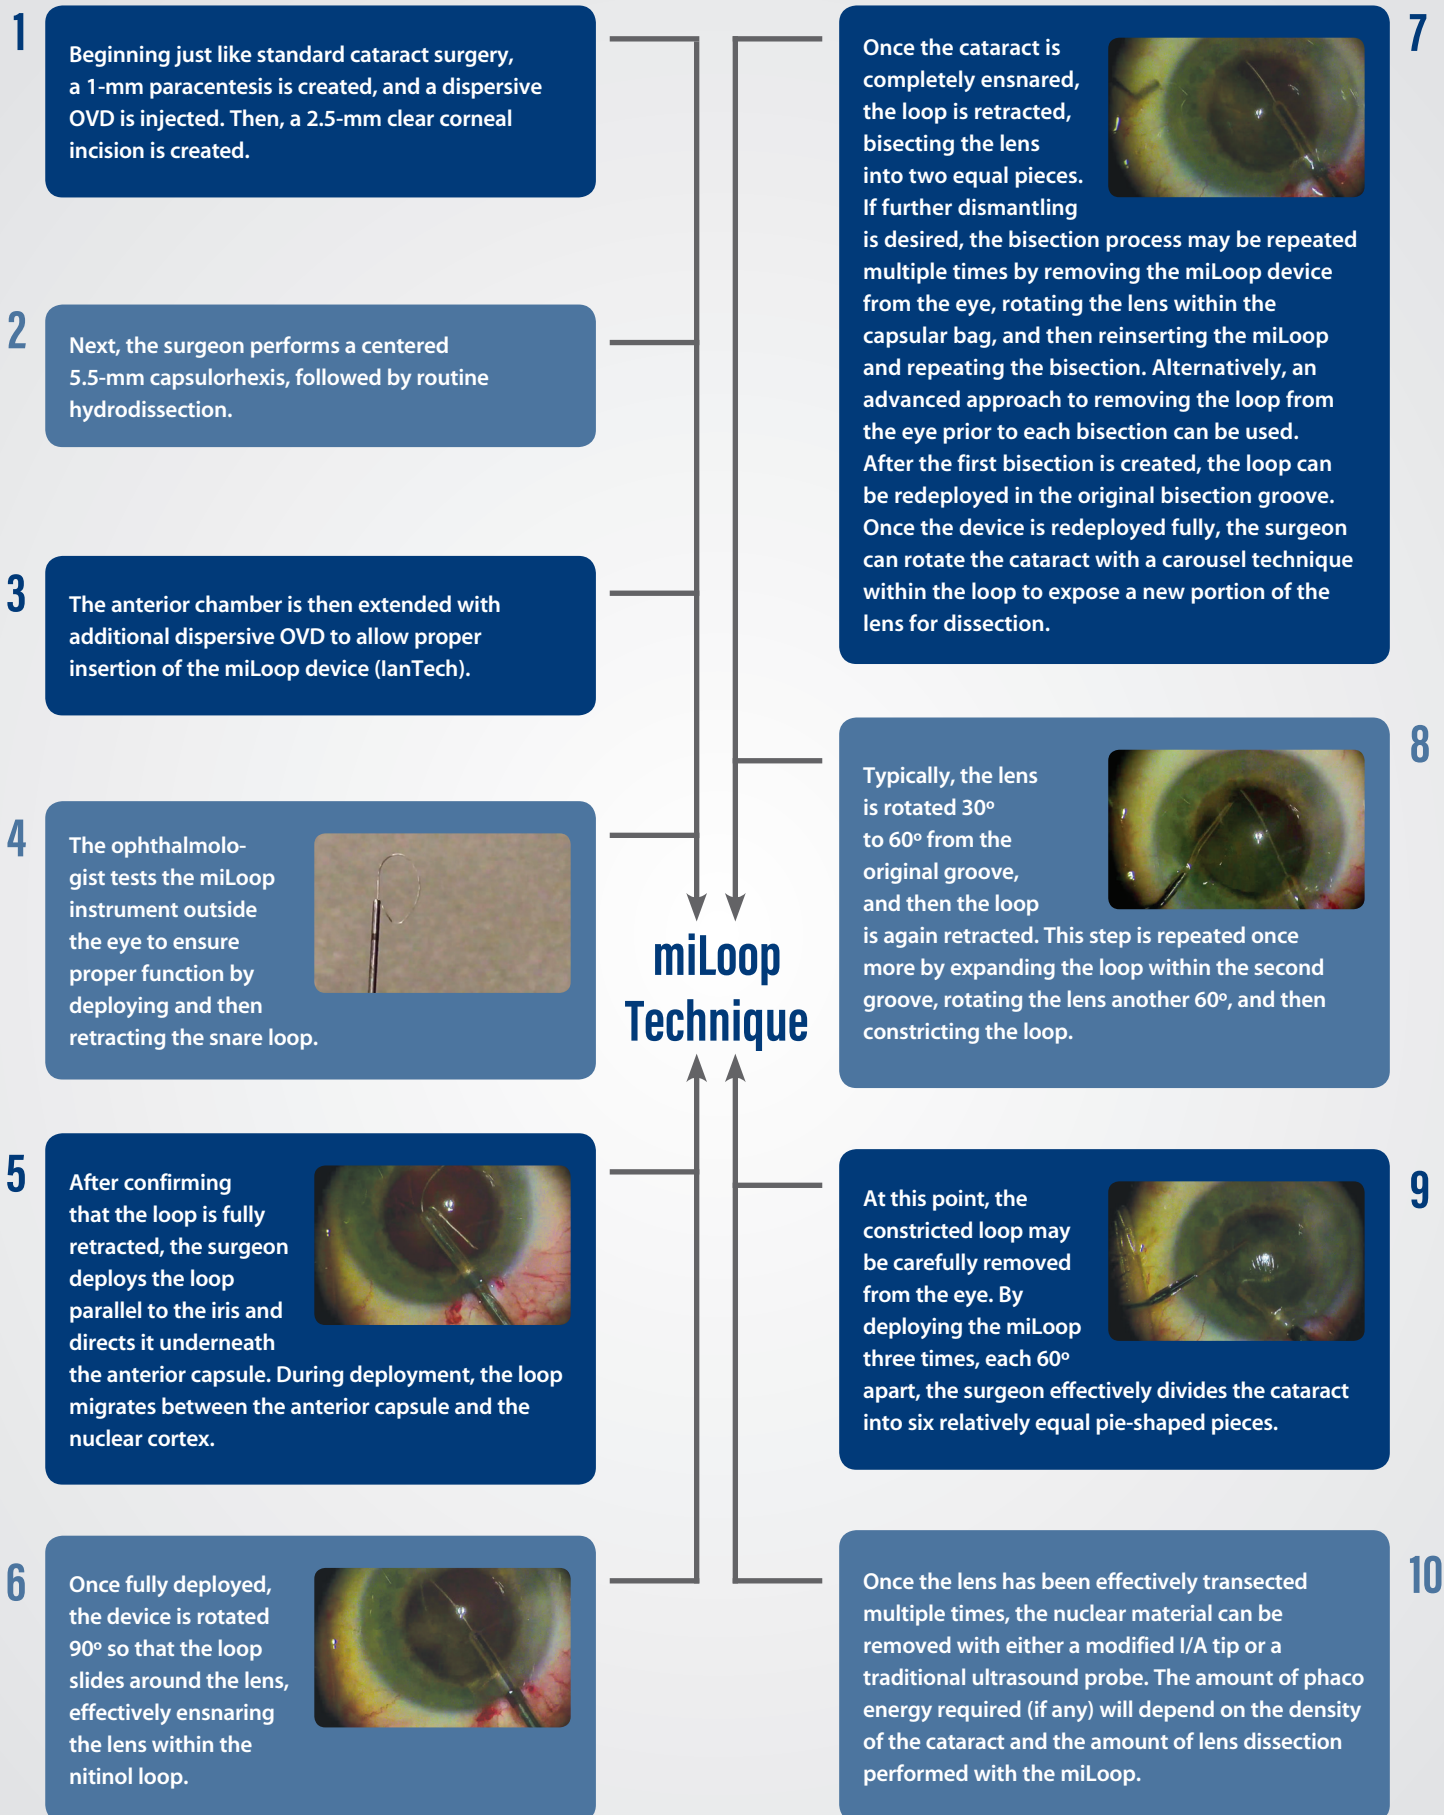 1
Beginning just like standard cataract surgery,
a 1-mm paracentesis is created, and a dispersive
OVD is injected. Then, a 2.5-mm clear corneal
incision is created.
2
Next, the surgeon performs a centered
5.5-mm capsulorhexis, followed by routine
hydrodissection.
3
The anterior chamber is then extended with
additional dispersive OVD to allow proper
insertion of the miLoop device (IanTech).
4
The ophthalmolo-
gist tests the miLoop
instrument outside
the eye to ensure
proper function by
deploying and then
retracting the snare loop.
5
After confirming
that the loop is fully
retracted, the surgeon
deploys the loop
parallel to the iris and
directs it underneath
the anterior capsule. During deployment, the loop
migrates between the anterior capsule and the
nuclear cortex.
6
Once fully deployed,
the device is rotated
90º so that the loop
slides around the lens,
effectively ensnaring
the lens within the
nitinol loop.
miLoop
Technique
7
Once the cataract is
completely ensnared,
the loop is retracted,
bisecting the lens
into two equal pieces.
If further dismantling
is desired, the bisection process may be repeated
multiple times by removing the miLoop device
from the eye, rotating the lens within the
capsular bag, and then reinserting the miLoop
and repeating the bisection. Alternatively, an
advanced approach to removing the loop from
the eye prior to each bisection can be used.
After the first bisection is created, the loop can
be redeployed in the original bisection groove.
Once the device is redeployed fully, the surgeon
can rotate the cataract with a carousel technique
within the loop to expose a new portion of the
lens for dissection.
8
Typically, the lens
is rotated 30º
to 60º from the
original groove,
and then the loop
is again retracted. This step is repeated once
more by expanding the loop within the second
groove, rotating the lens another 60º, and then
constricting the loop.
9
At this point, the
constricted loop may
be carefully removed
from the eye. By
deploying the miLoop
three times, each 60º
apart, the surgeon effectively divides the cataract
into six relatively equal pie-shaped pieces.
10
Once the lens has been effectively transected
multiple times, the nuclear material can be
removed with either a modified I/A tip or a
traditional ultrasound probe. The amount of phaco
energy required (if any) will depend on the density
of the cataract and the amount of lens dissection
performed with the miLoop.